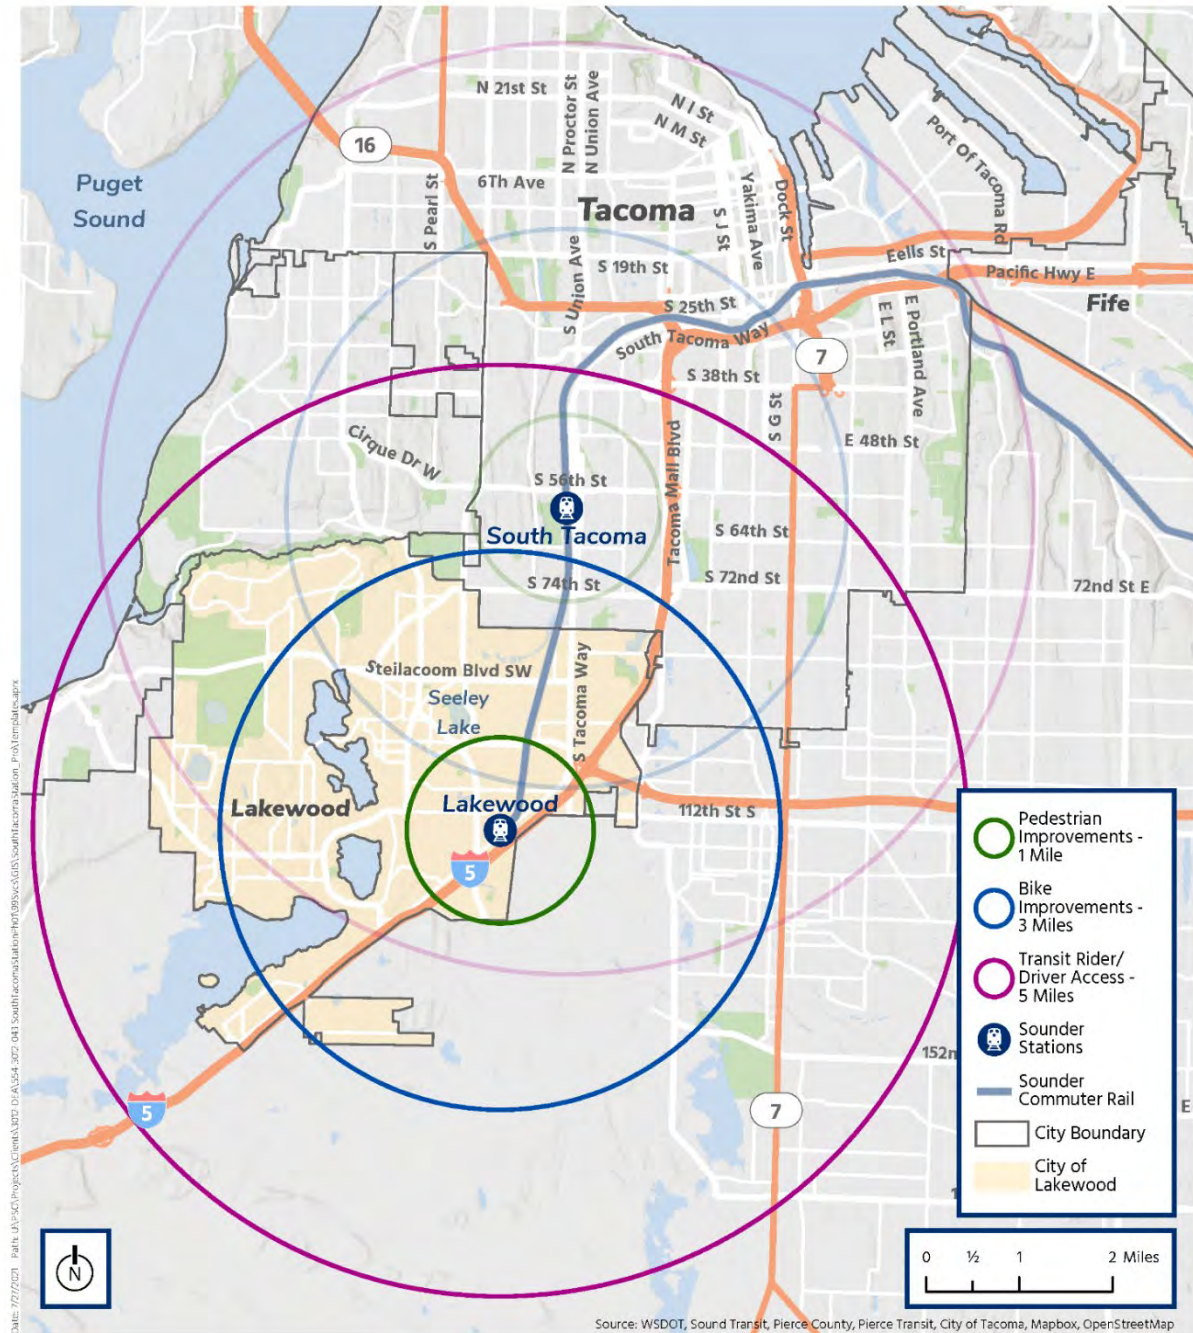 N 21st St
N Proctor St
N Union Ave
N I St
N M St
16
Port Of Tacoma Rd
Puget
Sound
S Pearl St
6Th Ave
Tacoma
S J St
Yakima Ave
Dock St
Eells St
S 19th St
S Union Ave
Pacific Hwy E
Fife
S 25th St
South Tacoma Way
E L St
E Portland Ave
7
S 38th St
S G St
Cirque Dr W
E 48th St
Tacoma Mall Blvd
S 56th St
South Tacoma
S 64th St
S 74th St
S 72nd St
72nd St E
Steilacoom Blvd SW
S Tacoma Way
Seeley
Lake
Lakewood
Lakewood
112th St S
5
5
7
152n
E
1
Pedestrian
Improvements -
1 Mile
Bike
Improvements -
3 Miles
Transit Rider/
Driver Access -
5 Miles
Sounder
Stations
Sounder
Commuter Rail
City Boundary
City of
Lakewood
N
0 ½ 1 2 Miles
Source: WSDOT, Sound Transit, Pierce County, Pierce Transit, City of Tacoma, Mapbox, OpenStreetMap
Date: 7/27/2021